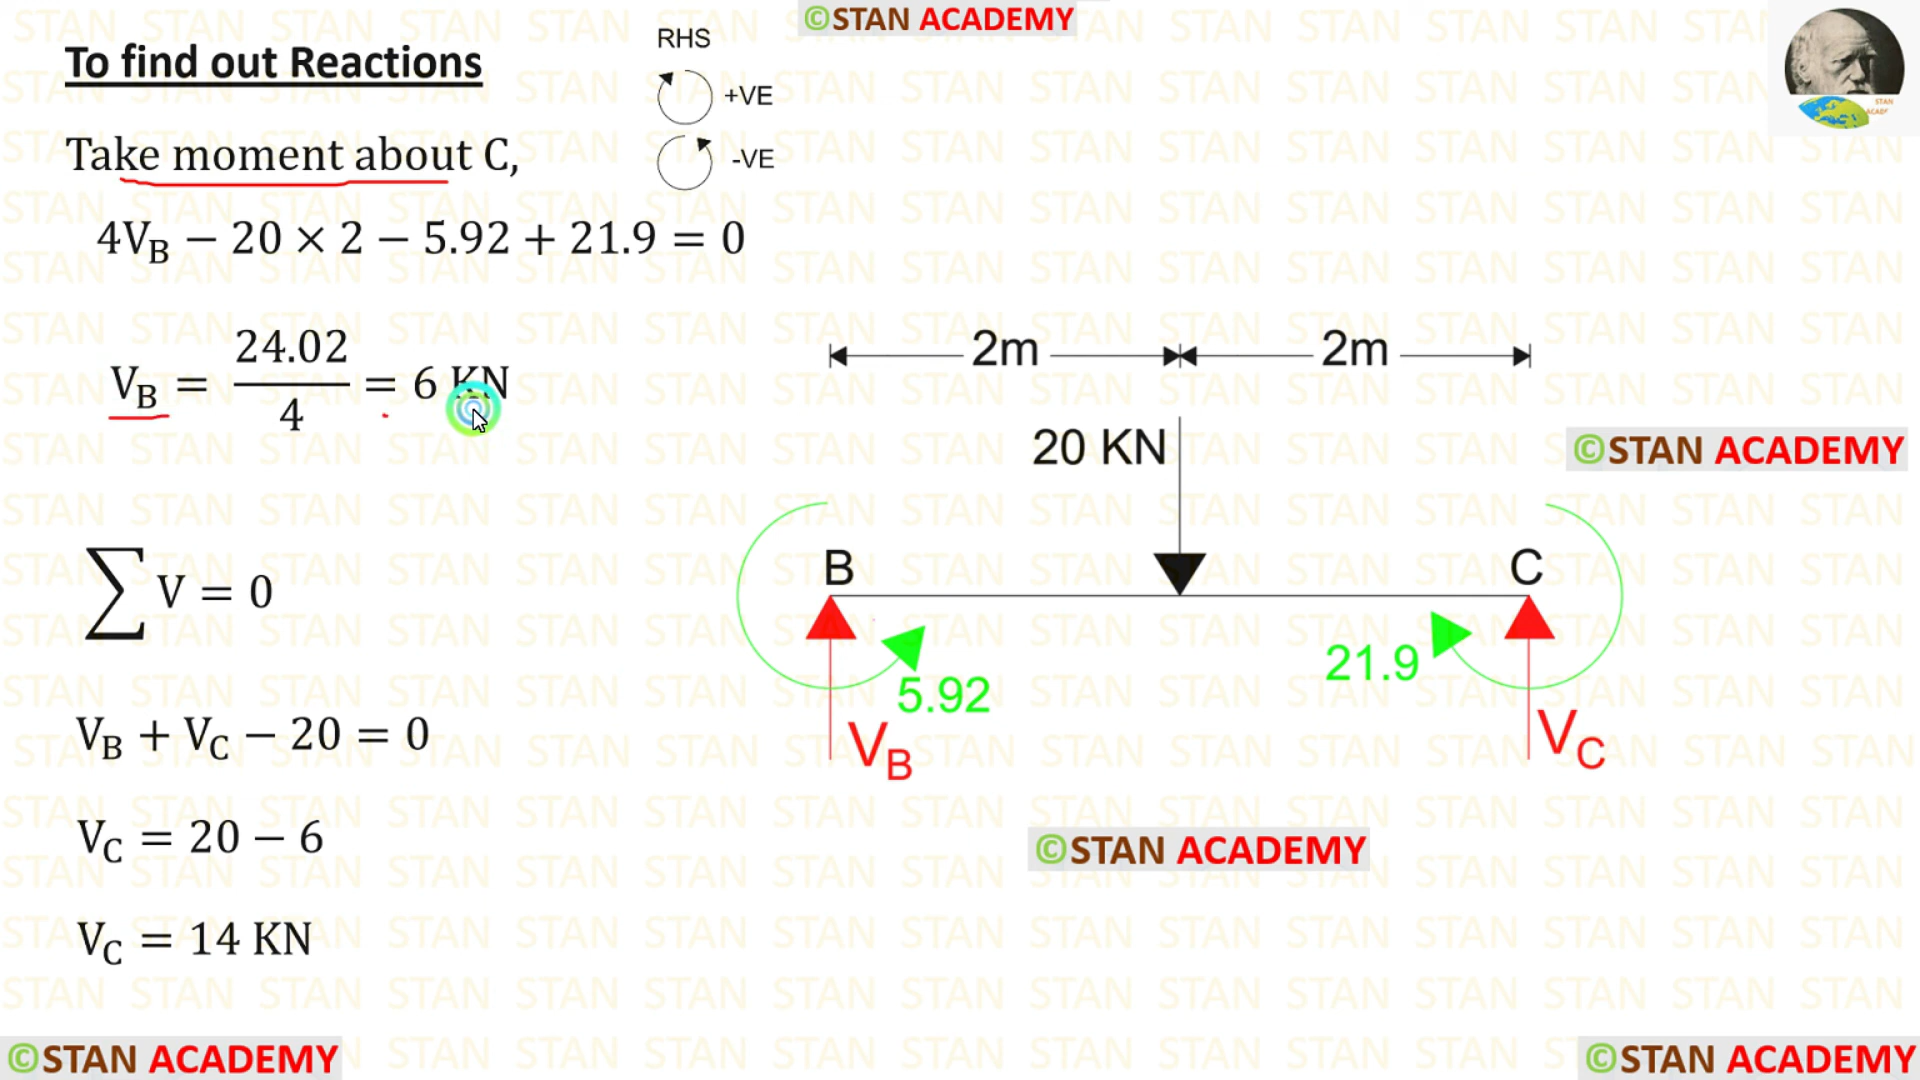 ©STAN ACADEMY
To find out Reactions
RHS
+VE
-VE
STAN
Take moment about C,
4V_B − 20 × 2 − 5.92 + 21.9 = 0
V_B = 24.02/4 = 6 KN
2m 2m
20 KN
©STAN ACADEMY
B C
∑ V = 0
5.92 21.9
V_B V_C
V_B + V_C − 20 = 0
V_C = 20 − 6
©STAN ACADEMY
V_C = 14 KN
©STAN ACADEMY ©STAN ACADEMY